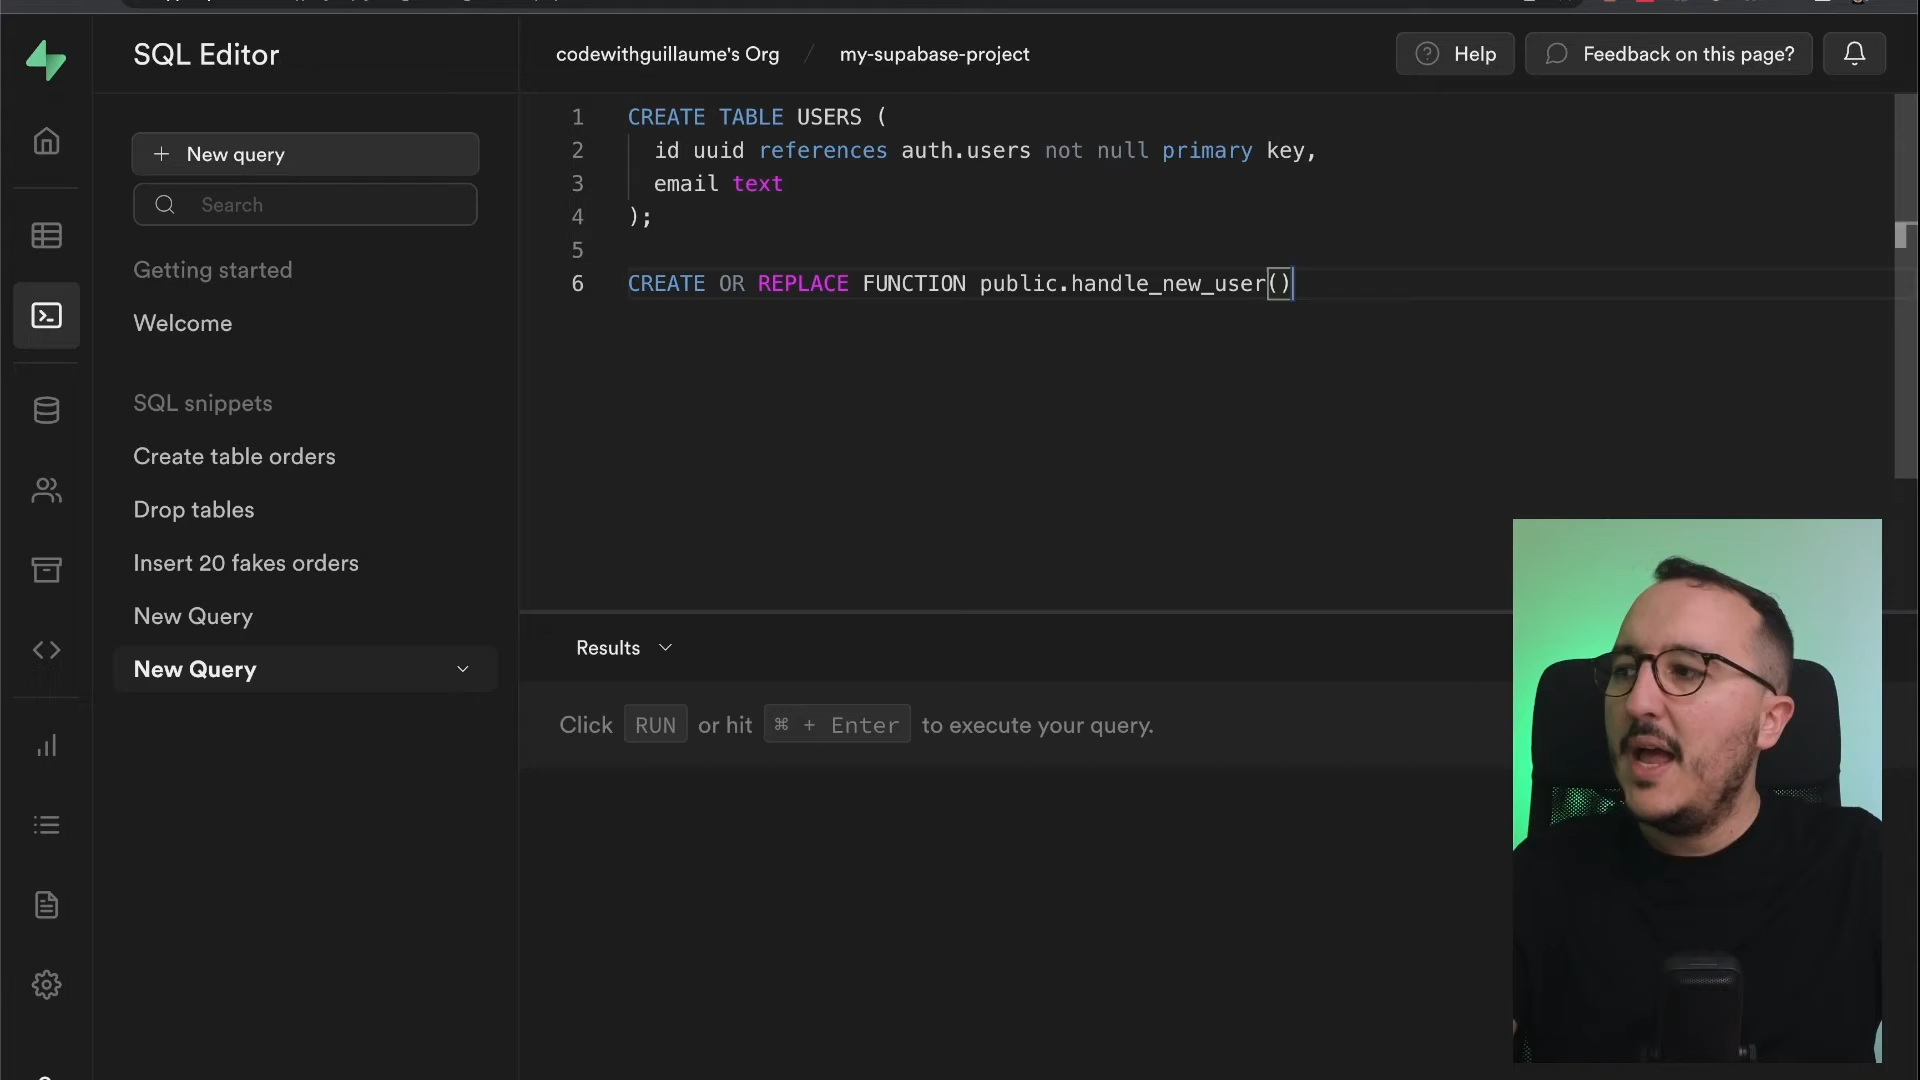 SQL Editor
codewithguillaume's Org / my-supabase-project
Help
Feedback on this page?
New query
Search
Getting started
Welcome
SQL snippets
Create table orders
Drop tables
Insert 20 fakes orders
New Query
New Query
1 CREATE TABLE USERS (
2 id uuid references auth.users not null primary key,
3 email text
4 );
5
6 CREATE OR REPLACE FUNCTION public.handle_new_user()
Results
Click RUN or hit ⌘ + Enter to execute your query.